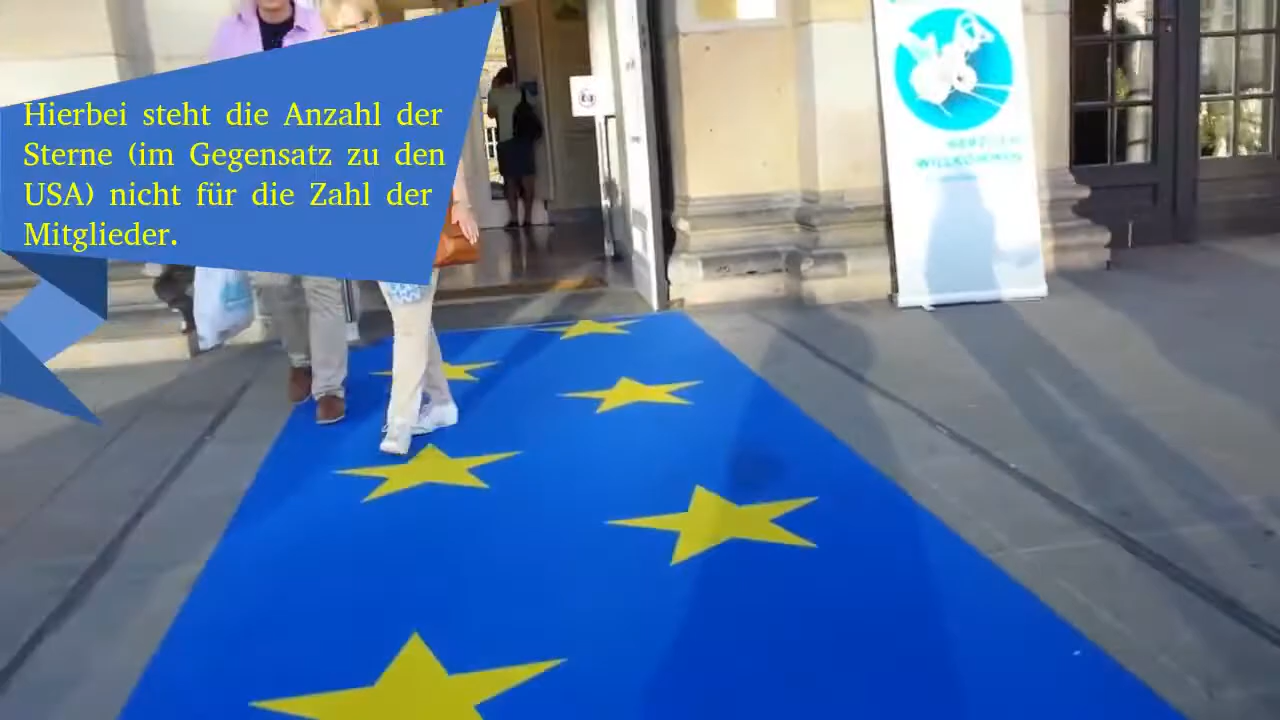 Hierbei steht die Anzahl der
Sterne (im Gegensatz zu den
USA) nicht für die Zahl der
Mitglieder.
HERZLICH
WILLKOMMEN